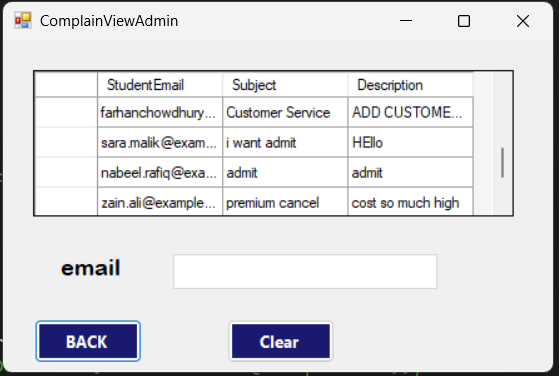 ComplainViewAdmin
StudentEmail Subject Description
farhanchowdhury... Customer Service ADD CUSTOME...
sara.malik@exam... i want admit HEllo
nabeel.rafiq@exa... admit admit
zain.ali@example... premium cancel cost so much high
email
BACK Clear